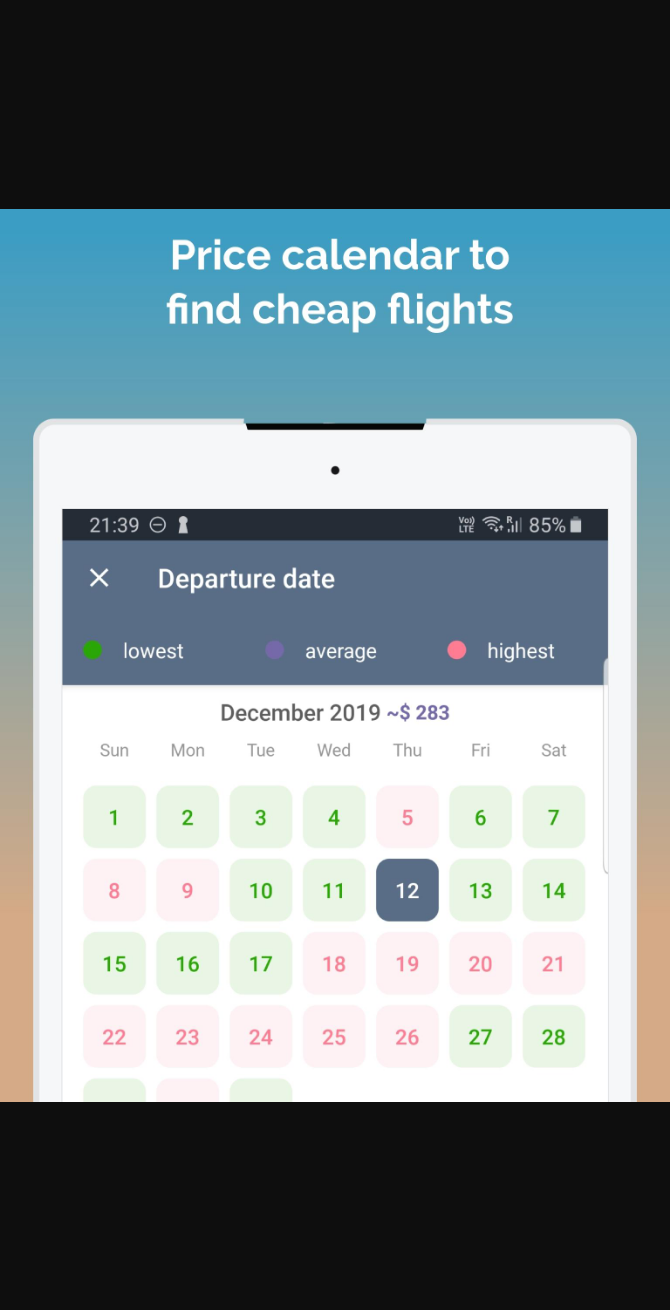 Price calendar to
find cheap flights
21:39 Vo)) LTE R 85%
Departure date
lowest average highest
December 2019 ~$ 283
Sun Mon Tue Wed Thu Fri Sat
1 2 3 4 5 6 7
8 9 10 11 12 13 14
15 16 17 18 19 20 21
22 23 24 25 26 27 28